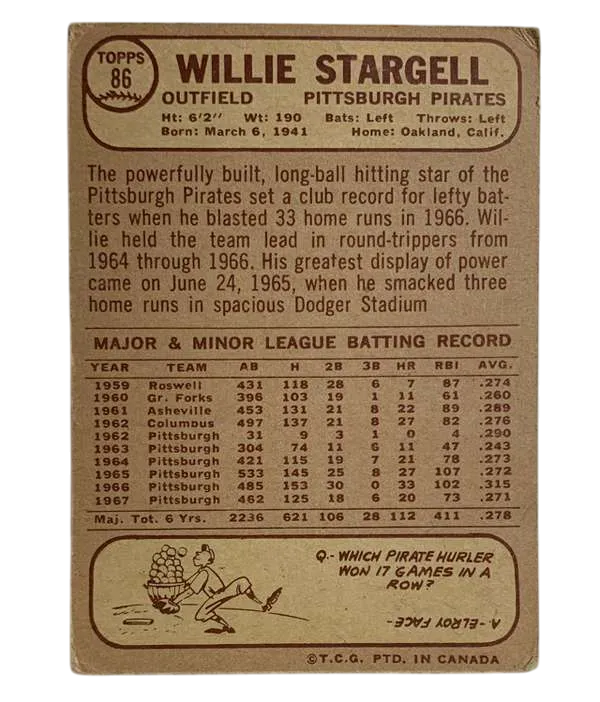 TOPPS
86
WILLIE STARGELL
OUTFIELD PITTSBURGH PIRATES
Ht: 6'2" Wt: 190 Bats: Left Throws: Left
Born: March 6, 1941 Home: Oakland, Calif.
The powerfully built, long-ball hitting star of the
Pittsburgh Pirates set a club record for lefty bat-
ters when he blasted 33 home runs in 1966. Wil-
lie held the team lead in round-trippers from
1964 through 1966. His greatest display of power
came on June 24, 1965, when he smacked three
home runs in spacious Dodger Stadium
MAJOR & MINOR LEAGUE BATTING RECORD
YEAR TEAM AB H 2B 3B HR RBI AVG.
1959 Roswell 431 118 28 6 7 87 .274
1960 Gr. Forks 396 103 19 1 11 61 .260
1961 Asheville 453 131 21 8 22 89 .289
1962 Columbus 497 137 21 8 27 82 .276
1962 Pittsburgh 31 9 3 1 0 4 .290
1963 Pittsburgh 304 74 11 6 11 47 .243
1964 Pittsburgh 421 115 19 7 21 78 .273
1965 Pittsburgh 533 145 25 8 27 107 .272
1966 Pittsburgh 485 153 30 0 33 102 .315
1967 Pittsburgh 462 125 18 6 20 73 .271
Maj. Tot. 6 Yrs. 2236 621 106 28 112 411 .278
Q.- WHICH PIRATE HURLER
WON 17 GAMES IN A
ROW?
A.- ELROY FACE-
©T.C.G. PTD. IN CANADA